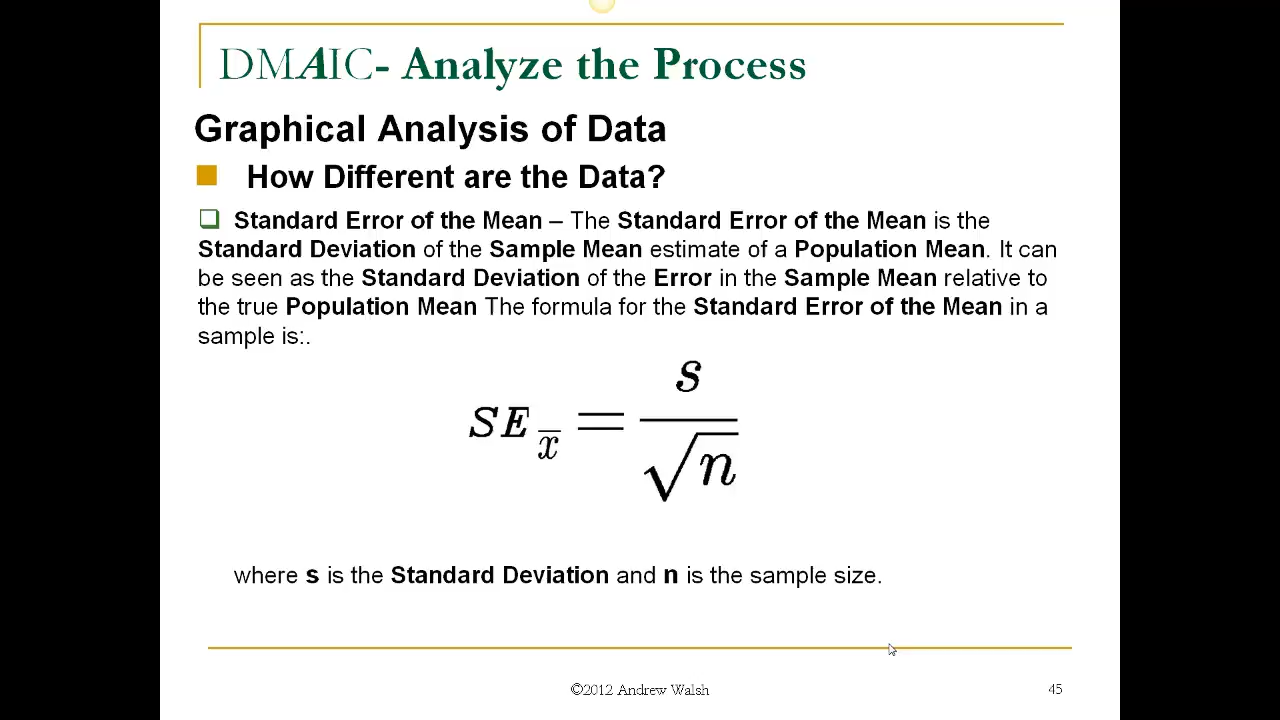 DMAIC- Analyze the Process
Graphical Analysis of Data
How Different are the Data?
Standard Error of the Mean – The Standard Error of the Mean is the
Standard Deviation of the Sample Mean estimate of a Population Mean. It can
be seen as the Standard Deviation of the Error in the Sample Mean relative to
the true Population Mean The formula for the Standard Error of the Mean in a
sample is:.
SE_x̅ = s / √n
where s is the Standard Deviation and n is the sample size.
©2012 Andrew Walsh
45